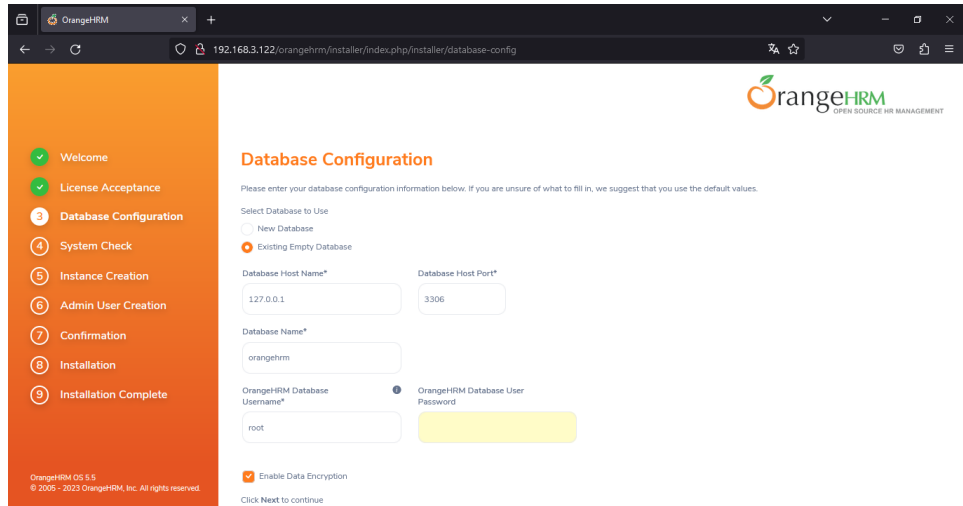 OrangeHRM
192.168.3.122/orangehrm/installer/index.php/installer/database-config
OrangeHRM
OPEN SOURCE HR MANAGEMENT
Welcome
License Acceptance
3 Database Configuration
4 System Check
5 Instance Creation
6 Admin User Creation
7 Confirmation
8 Installation
9 Installation Complete
OrangeHRM OS 5.5
© 2005 - 2023 OrangeHRM, Inc. All rights reserved.
Database Configuration
Please enter your database configuration information below. If you are unsure of what to fill in, we suggest that you use the default values.
Select Database to Use
New Database
Existing Empty Database
Database Host Name* Database Host Port*
127.0.0.1 3306
Database Name*
orangehrm
OrangeHRM Database OrangeHRM Database User
Username* Password
root
Enable Data Encryption
Click Next to continue